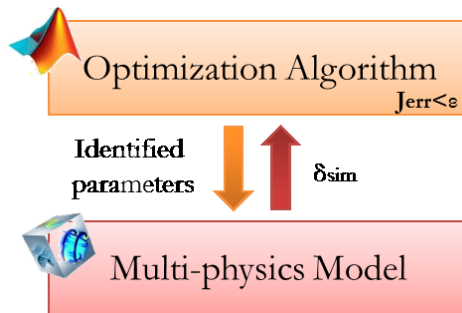 Optimization Algorithm
Jerr<ε
Identified
parameters
δsim
Multi-physics Model